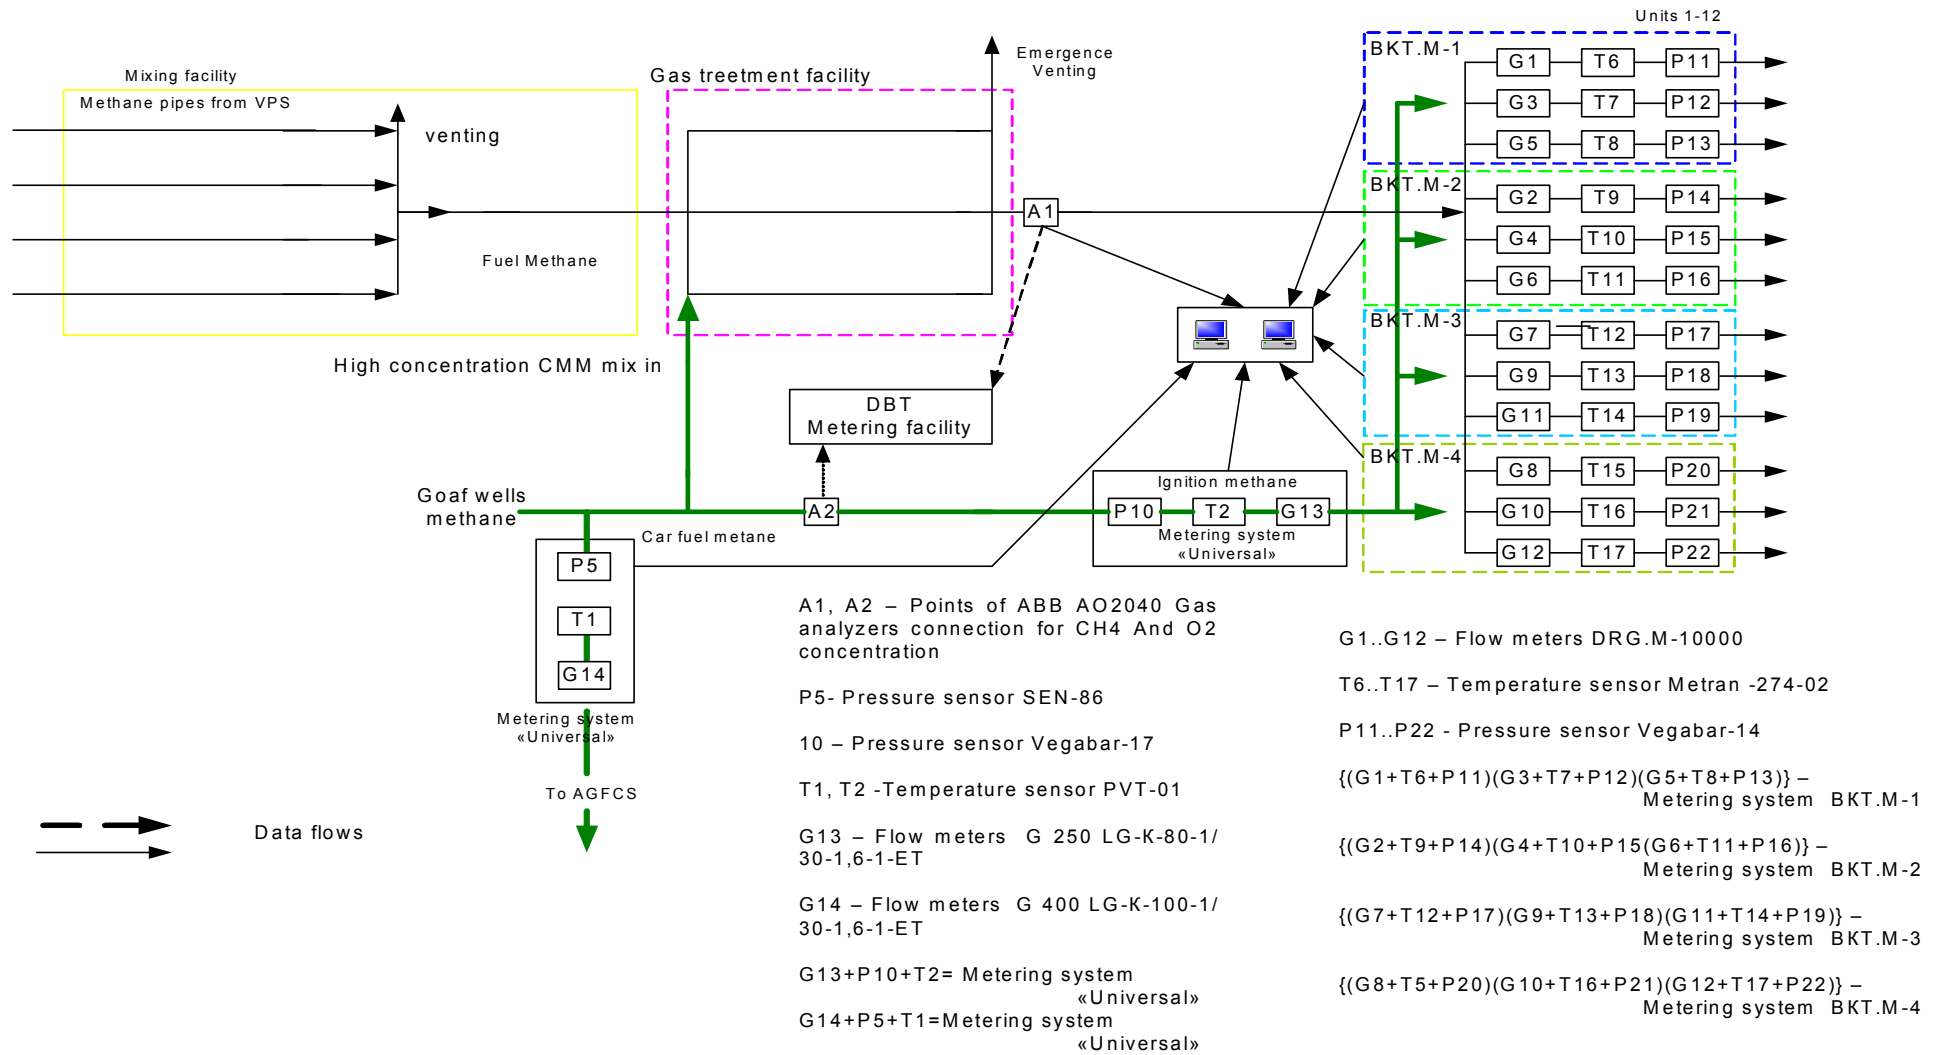 Units 1-12
Mixing facility
Methane pipes from VPS
venting
Fuel Methane
Gas treetment facility
Emergence
Venting
A1
High concentration CMM mix in
DBT
Metering facility
Goaf wells
methane
A2
Car fuel metane
P5
T1
G14
Metering system
«Universal»
To AGFCS
Ignition methane
P10 T2 G13
Metering system
«Universal»
BKT.M-1
G1 T6 P11
G3 T7 P12
G5 T8 P13
BKT.M-2
G2 T9 P14
G4 T10 P15
G6 T11 P16
BKT.M-3
G7 T12 P17
G9 T13 P18
G11 T14 P19
BKT.M-4
G8 T15 P20
G10 T16 P21
G12 T17 P22
Data flows
A1, A2 – Points of ABB AO2040 Gas
analyzers connection for CH4 And O2
concentration
P5- Pressure sensor SEN-86
10 – Pressure sensor Vegabar-17
T1, T2 -Temperature sensor PVT-01
G13 – Flow meters G 250 LG-К-80-1/
30-1,6-1-ET
G14 – Flow meters G 400 LG-К-100-1/
30-1,6-1-ET
G13+P10+T2= Metering system
«Universal»
G14+P5+T1=Metering system
«Universal»
G1..G12 – Flow meters DRG.M-10000
T6..T17 – Temperature sensor Metran -274-02
P11..P22 - Pressure sensor Vegabar-14
{(G1+T6+P11)(G3+T7+P12)(G5+T8+P13)} –
Metering system BКT.M-1
{(G2+T9+P14)(G4+T10+P15(G6+T11+P16)} –
Metering system BКT.M-2
{(G7+T12+P17)(G9+T13+P18)(G11+T14+P19)} –
Metering system BКT.M-3
{(G8+T5+P20)(G10+T16+P21)(G12+T17+P22)} –
Metering system BКT.M-4